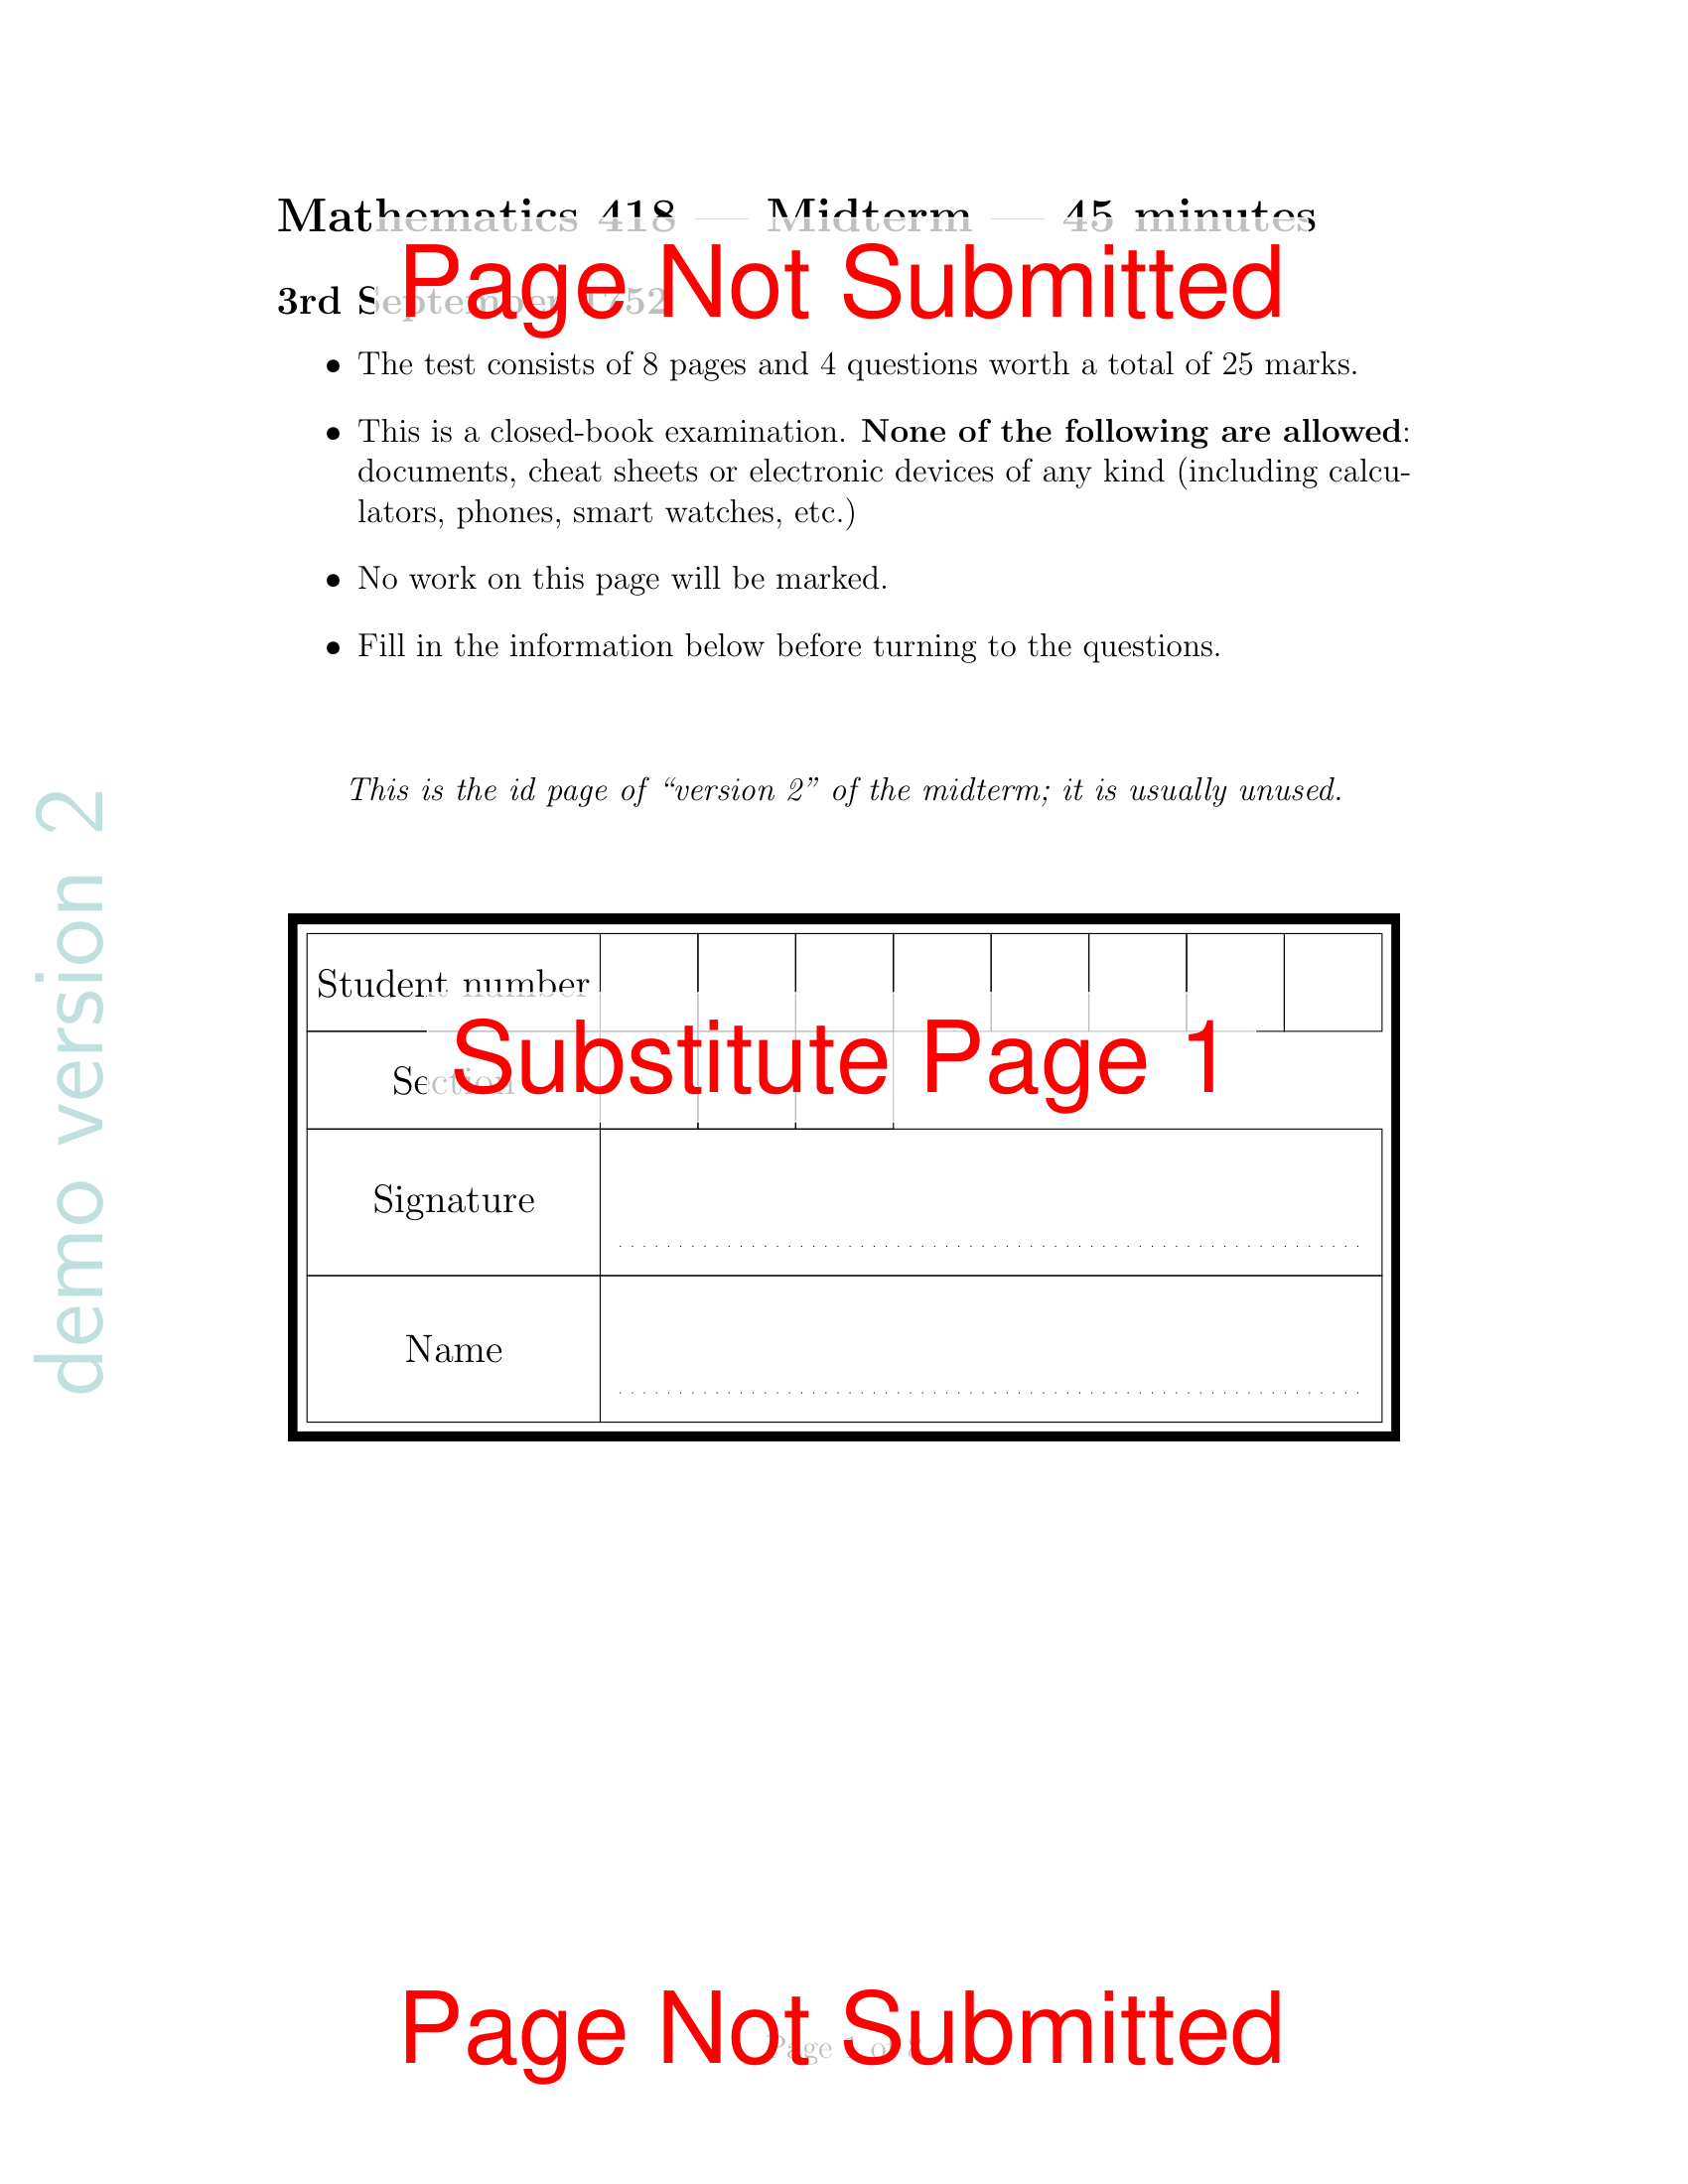 Mathematics 418 — Midterm — 45 minutes
Page Not Submitted
3rd September 1752
• The test consists of 8 pages and 4 questions worth a total of 25 marks.
• This is a closed-book examination. None of the following are allowed:
documents, cheat sheets or electronic devices of any kind (including calcu-
lators, phones, smart watches, etc.)
• No work on this page will be marked.
• Fill in the information below before turning to the questions.
This is the id page of “version 2” of the midterm; it is usually unused.
demo version 2
Student number
Substitute Page 1
Section
Signature
Name
Page Not Submitted
Page 1 of 8